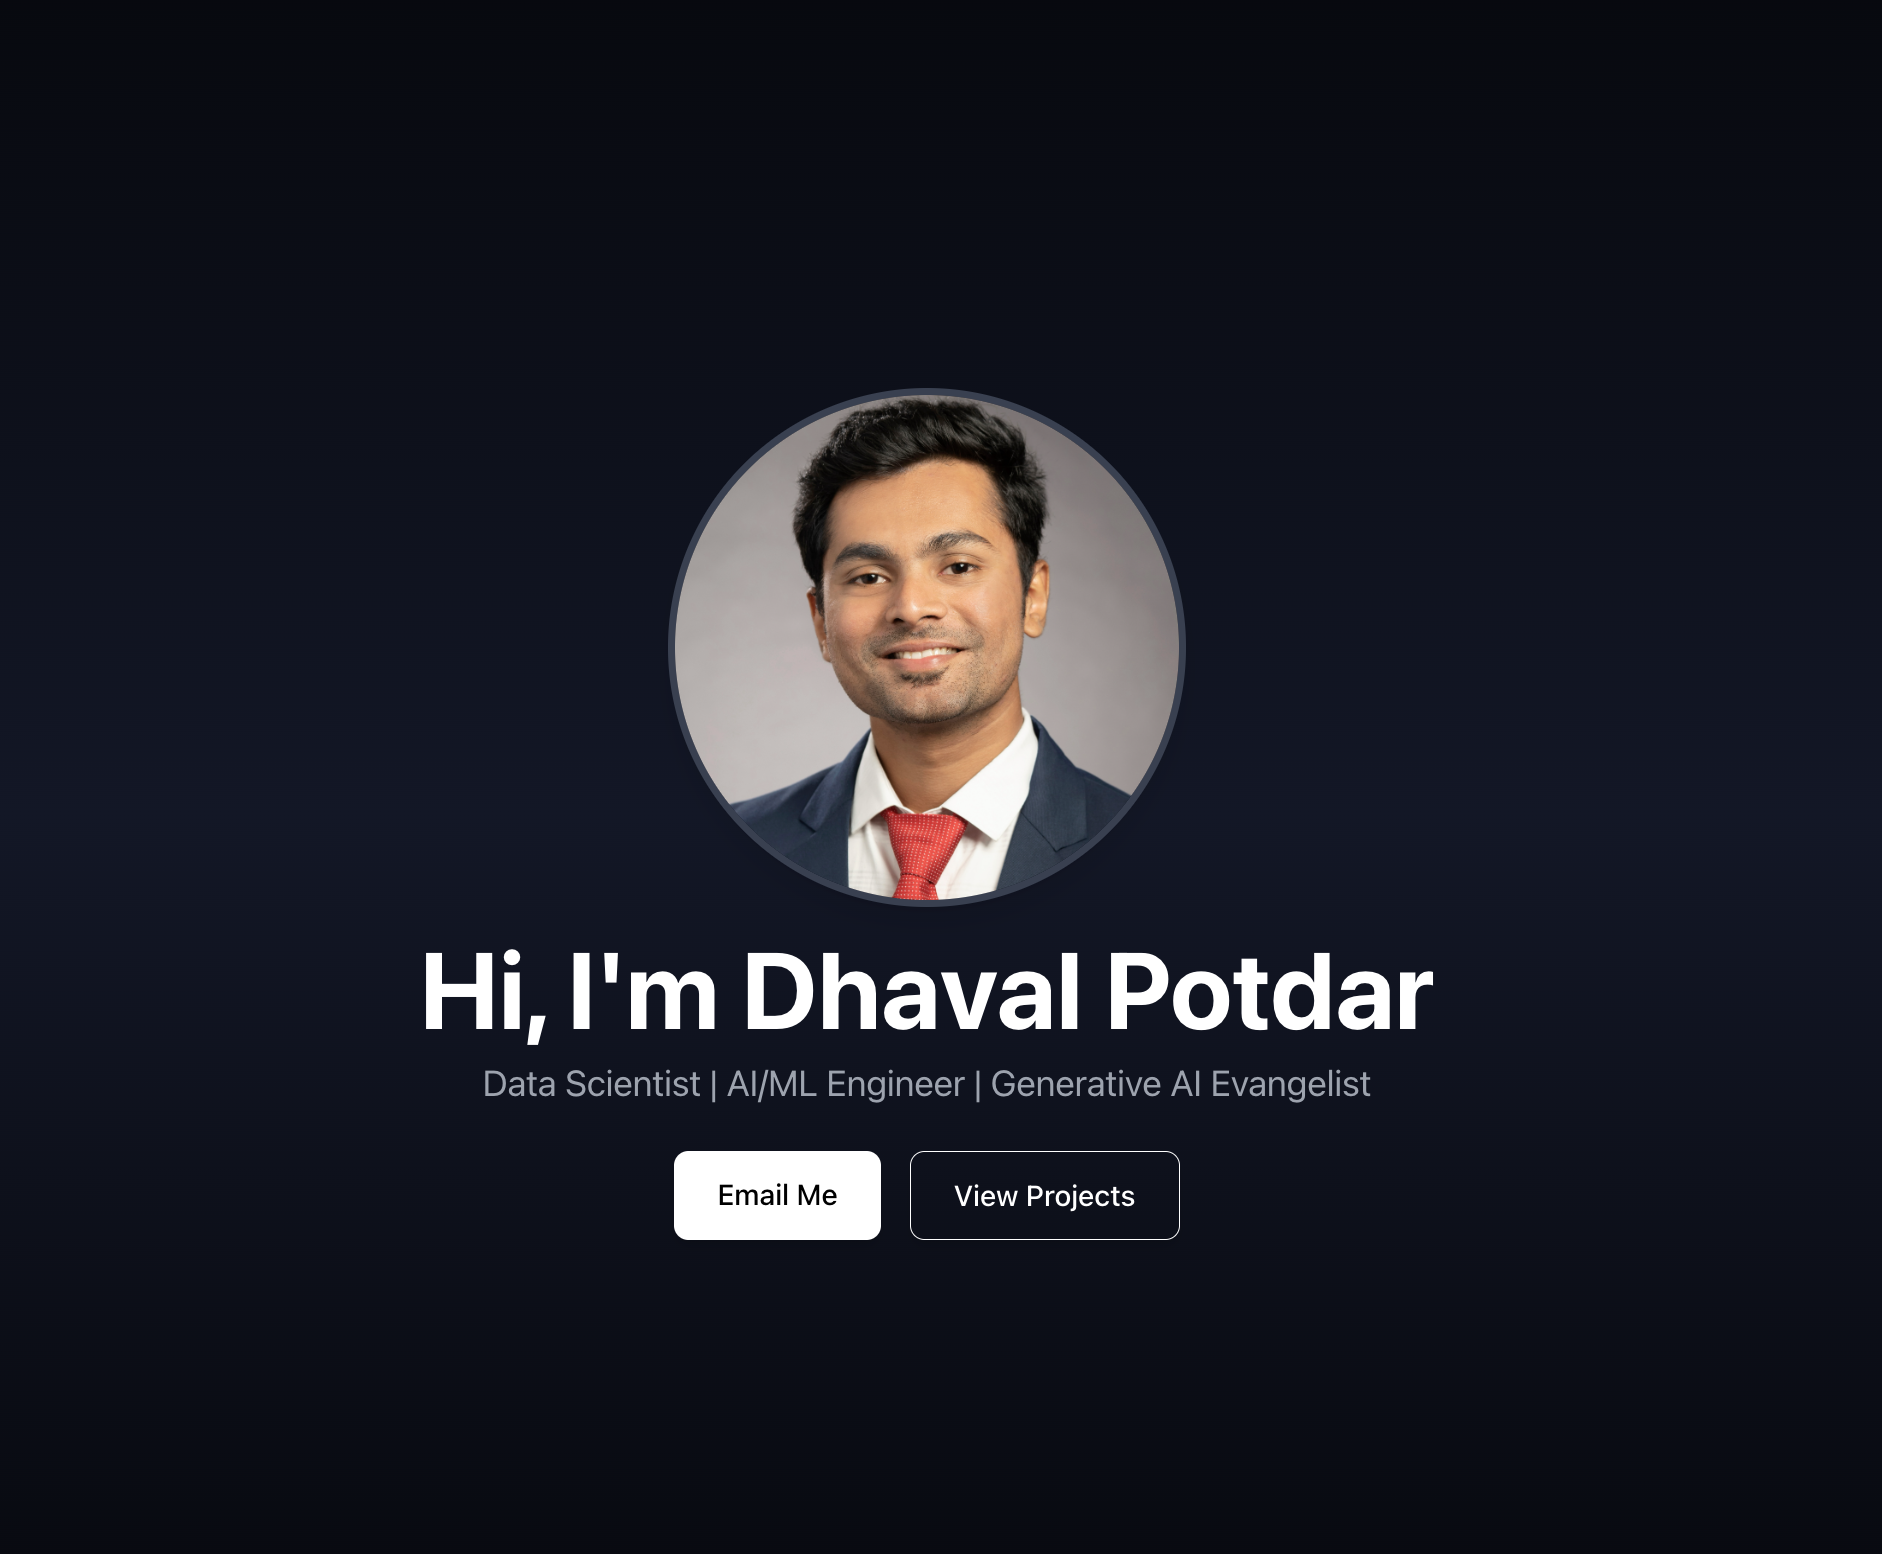 Hi, I'm Dhaval Potdar
Data Scientist | AI/ML Engineer | Generative AI Evangelist
Email Me
View Projects